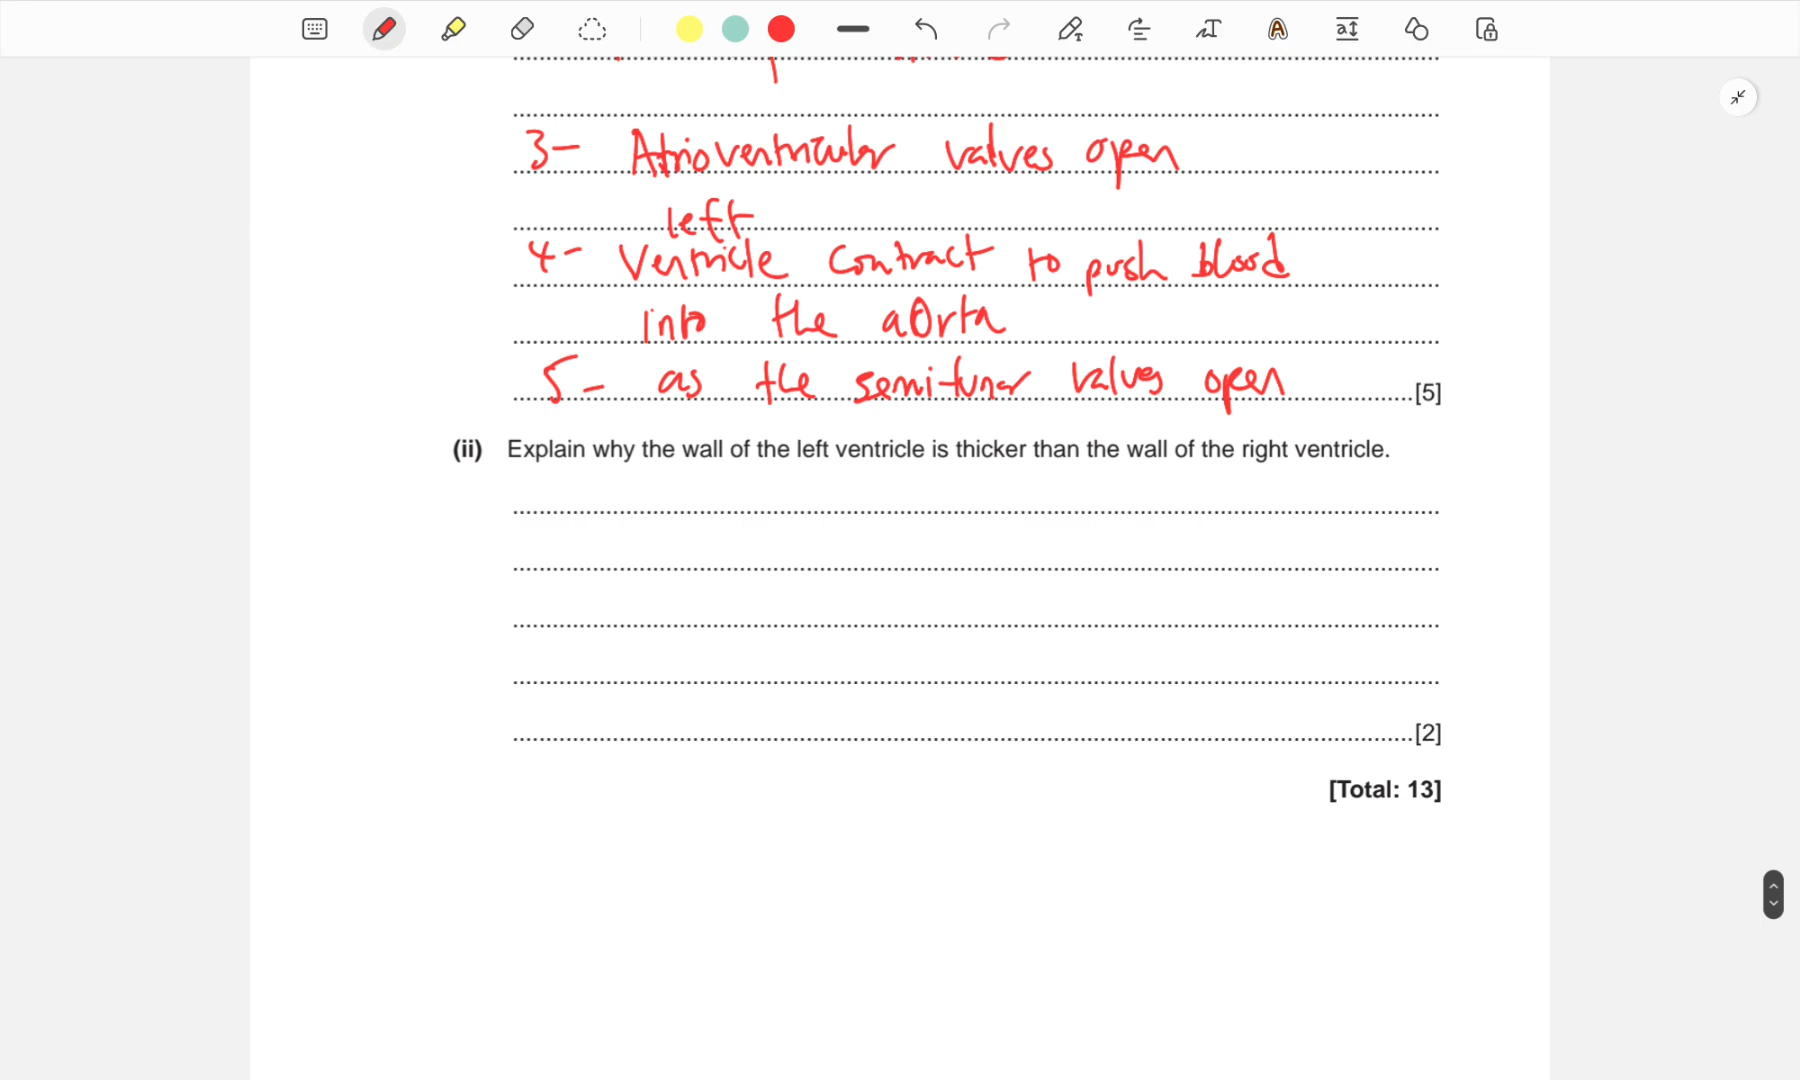 3- Atrioventricular valves open
left
4- Ventricle contract to push blood
into the aorta
5- as the semi-lunar valves open
[5]
(ii) Explain why the wall of the left ventricle is thicker than the wall of the right ventricle.
[2]
[Total: 13]